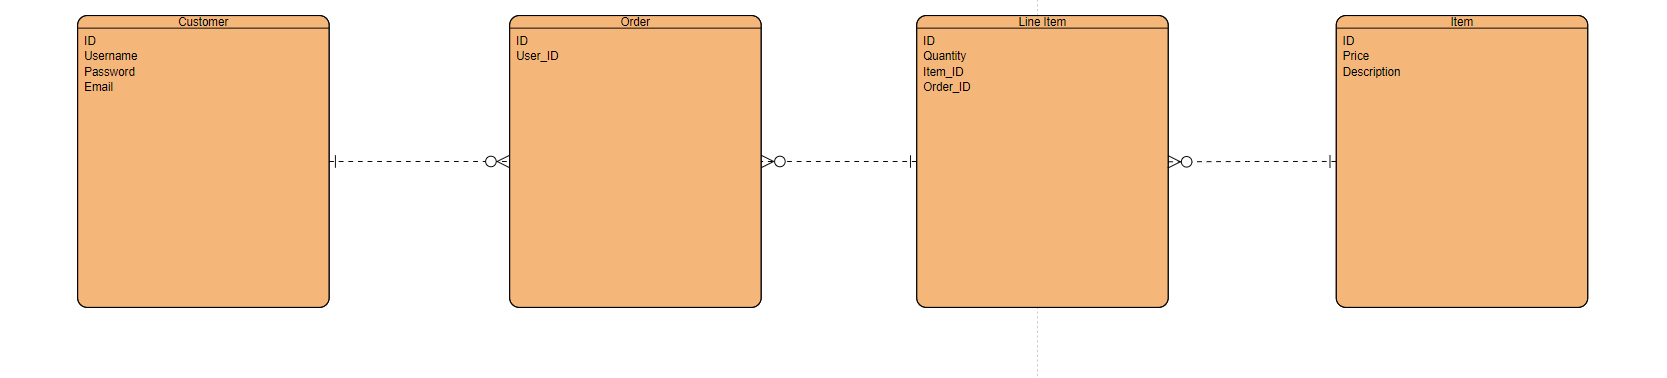 Customer
ID
Username
Password
Email
Order
ID
User_ID
Line Item
ID
Quantity
Item_ID
Order_ID
Item
ID
Price
Description